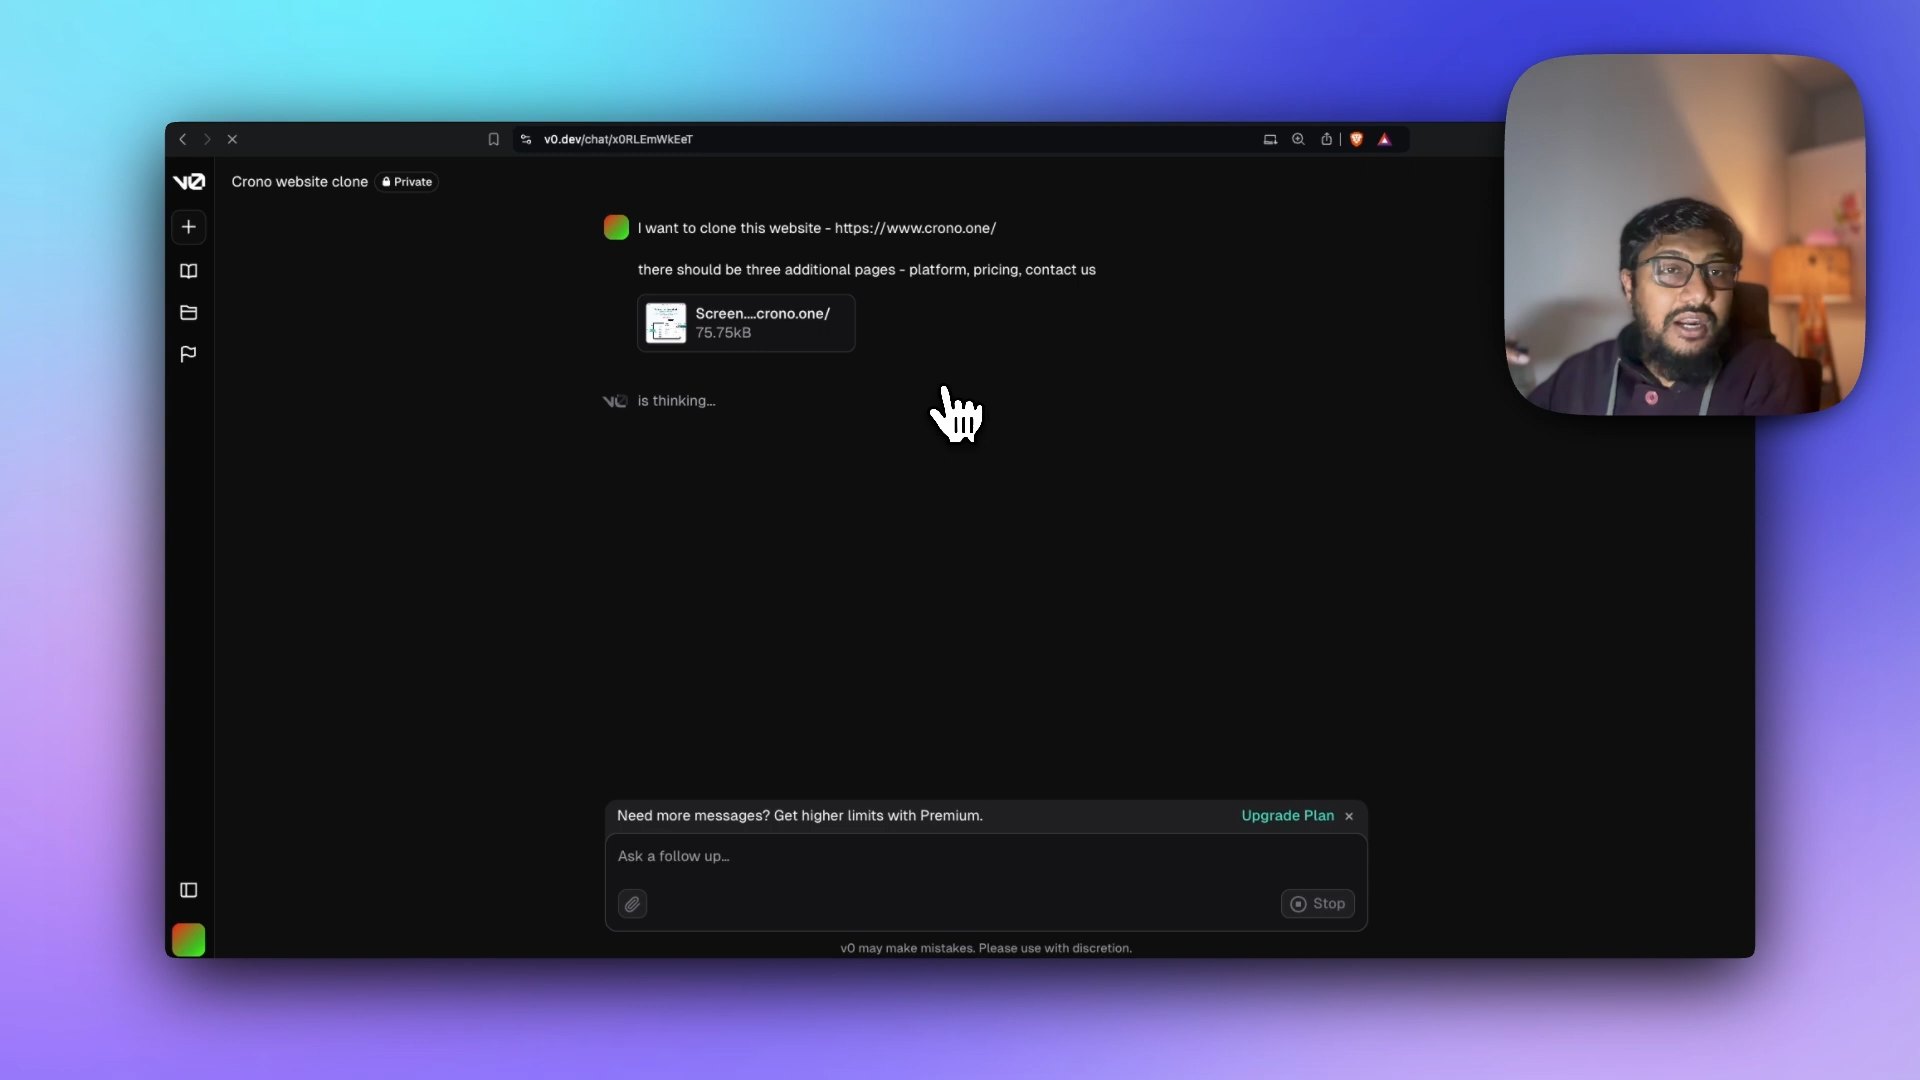 v0.dev/chat/x0RLEmWkEeT
v0
Crono website clone
Private
I want to clone this website - https://www.crono.one/
there should be three additional pages - platform, pricing, contact us
Screen....crono.one/
75.75kB
v0 is thinking...
Need more messages? Get higher limits with Premium.
Upgrade Plan
Ask a follow up...
Stop
v0 may make mistakes. Please use with discretion.